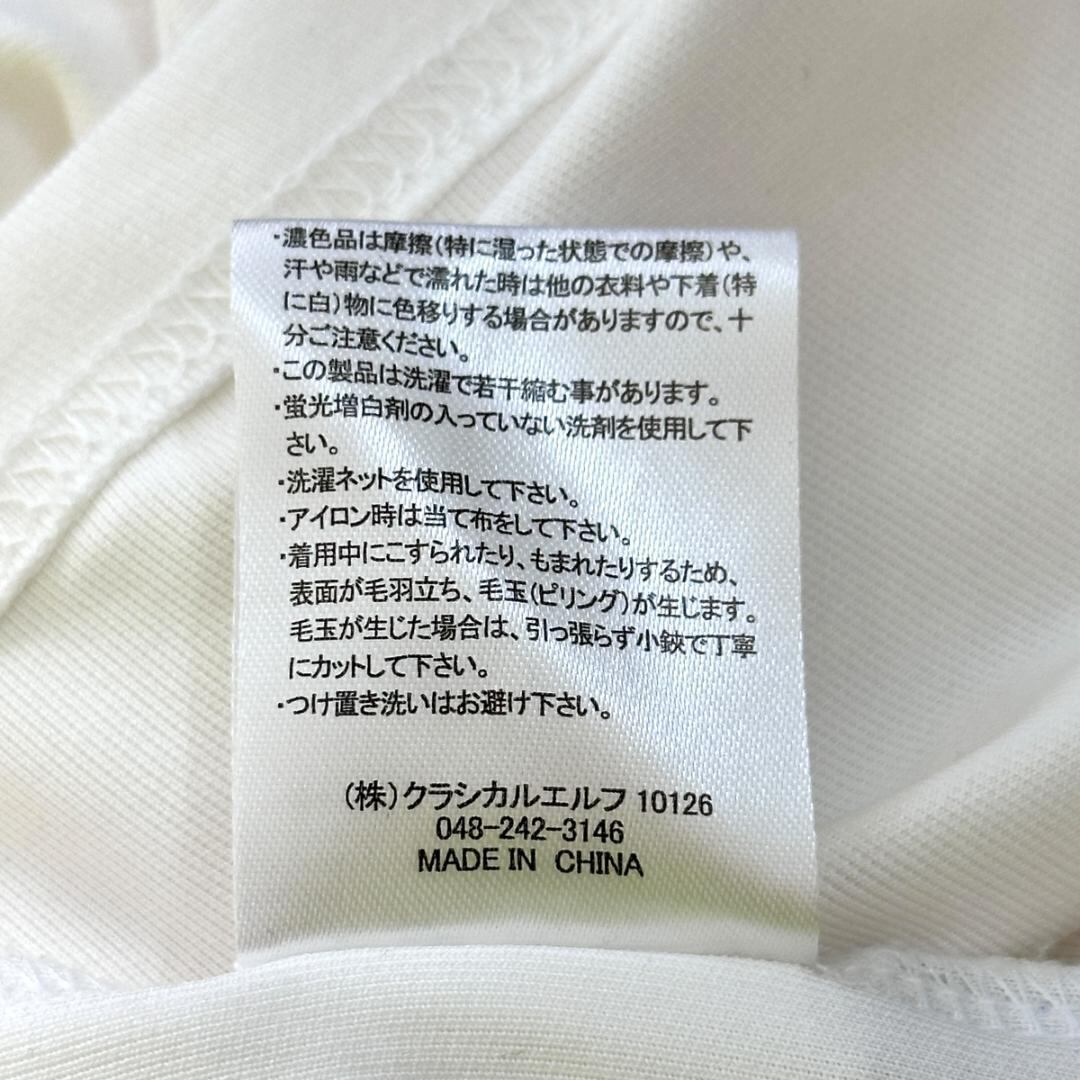 ・濃色品は摩擦(特に湿った状態での摩擦)や、
汗や雨などで濡れた時は他の衣料や下着(特
に白)物に色移りする場合がありますので、十
分ご注意ください。
・この製品は洗濯で若干縮む事があります。
・蛍光増白剤の入っていない洗剤を使用して下
さい。
・洗濯ネットを使用して下さい。
・アイロン時は当て布をして下さい。
・着用中にこすられたり、もまれたりするため、
表面が毛羽立ち、毛玉(ピリング)が生じます。
毛玉が生じた場合は、引っ張らず小鋏で丁寧
にカットして下さい。
・つけ置き洗いはお避け下さい。
(株)クラシカルエルフ 10126
048-242-3146
MADE IN CHINA